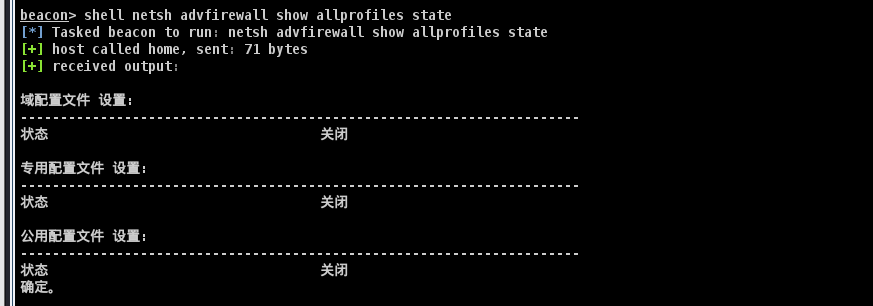 beacon> shell netsh advfirewall show allprofiles state
[*] Tasked beacon to run: netsh advfirewall show allprofiles state
[+] host called home, sent: 71 bytes
[+] received output:
域配置文件 设置:
----------------------------------------------------------------------
状态 关闭
专用配置文件 设置:
----------------------------------------------------------------------
状态 关闭
公用配置文件 设置:
----------------------------------------------------------------------
状态 关闭
确定。